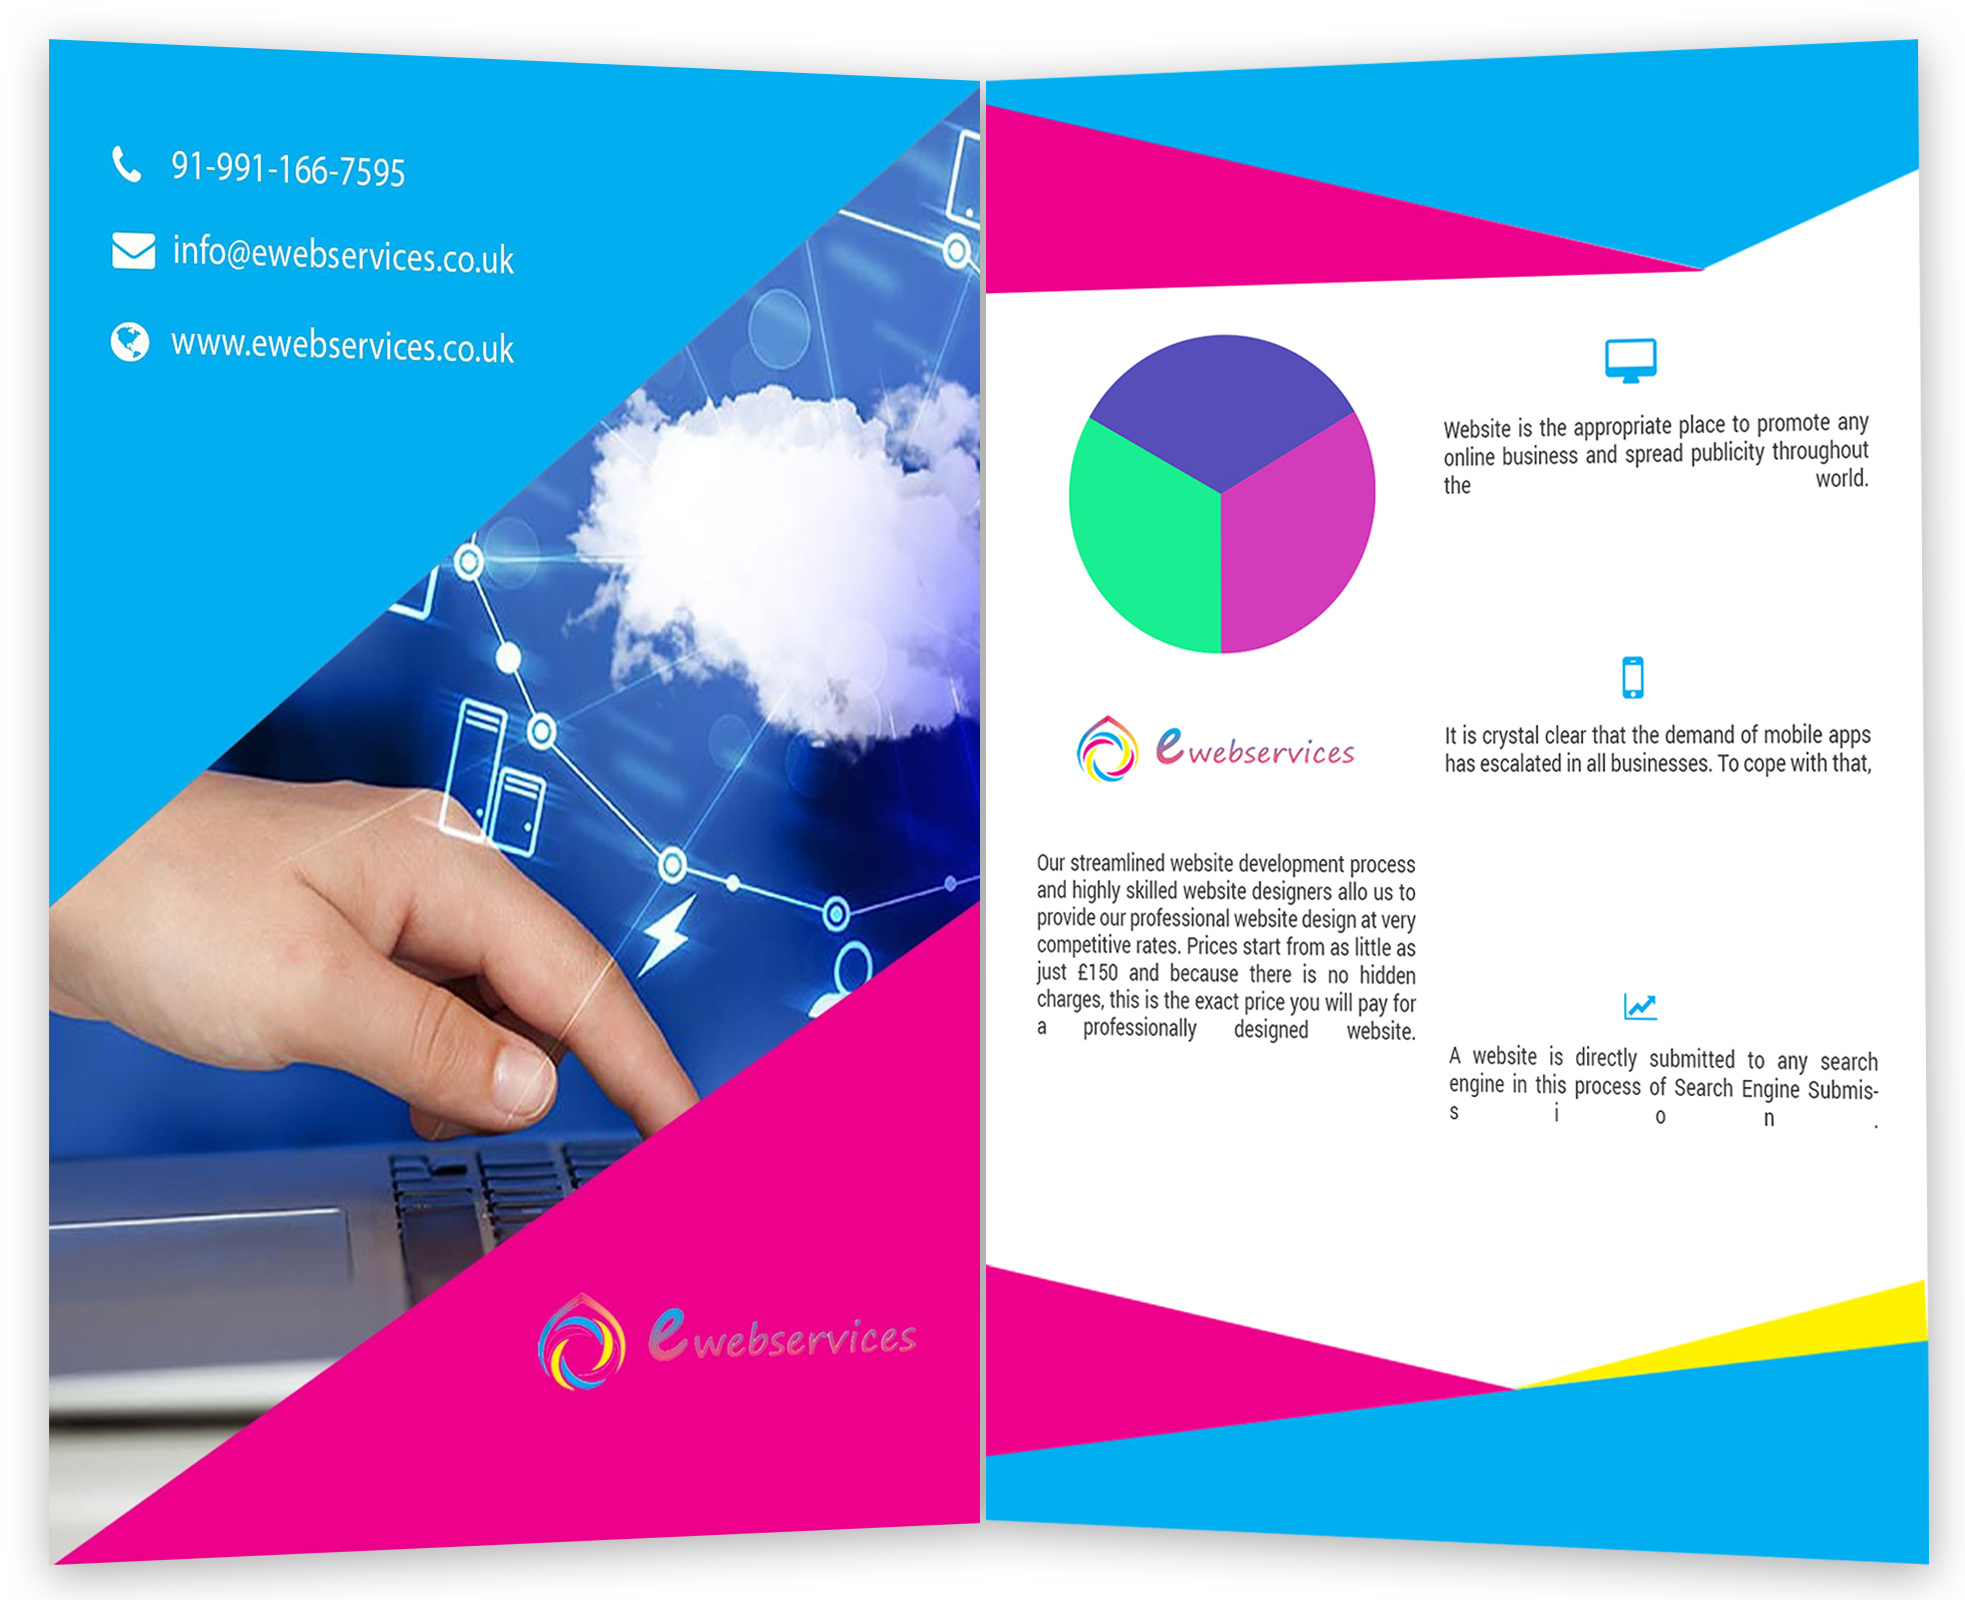 91-991-166-7595
info@ewebservices.co.uk
www.ewebservices.co.uk
ewebservices
Website is the appropriate place to promote any
online business and spread publicity throughout
the world.
ewebservices
It is crystal clear that the demand of mobile apps
has escalated in all businesses. To cope with that,
Our streamlined website development process
and highly skilled website designers allo us to
provide our professional website design at very
competitive rates. Prices start from as little as
just £150 and because there is no hidden
charges, this is the exact price you will pay for
a professionally designed website.
A website is directly submitted to any search
engine in this process of Search Engine Submis-
s i o n .